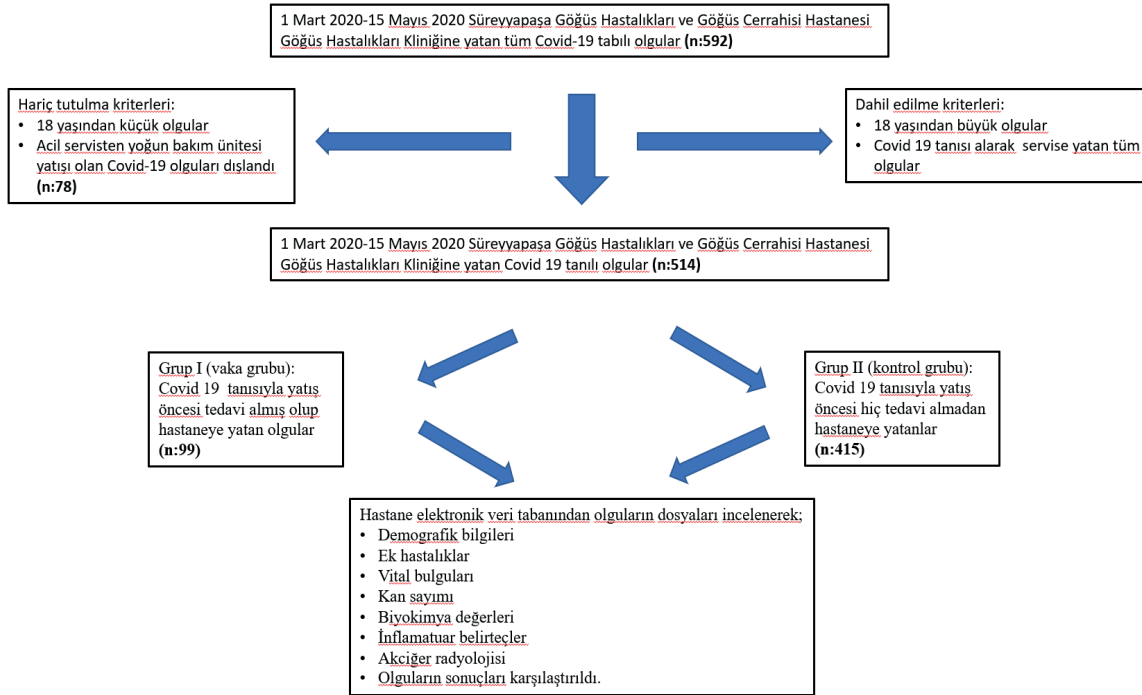 1 Mart 2020-15 Mayıs 2020 Süreyyapaşa Göğüs Hastalıkları ve Göğüs Cerrahisi Hastanesi
Göğüs Hastalıkları Kliniğine yatan tüm Covid-19 tabılı olgular (n:592)
Hariç tutulma kriterleri:
• 18 yaşından küçük olgular
• Acil servisten yoğun bakım ünitesi
yatışı olan Covid-19 olguları dışlandı
(n:78)
Dahil edilme kriterleri:
• 18 yaşından büyük olgular
• Covid 19 tanısı alarak servise yatan tüm
olgular
1 Mart 2020-15 Mayıs 2020 Süreyyapaşa Göğüs Hastalıkları ve Göğüs Cerrahisi Hastanesi
Göğüs Hastalıkları Kliniğine yatan Covid 19 tanılı olgular (n:514)
Grup I (vaka grubu):
Covid 19 tanısıyla yatış
öncesi tedavi almış olup
hastaneye yatan olgular
(n:99)
Grup II (kontrol grubu):
Covid 19 tanısıyla yatış
öncesi hiç tedavi almadan
hastaneye yatanlar
(n:415)
Hastane elektronik veri tabanından olguların dosyaları incelenerek;
• Demografik bilgileri
• Ek hastalıklar
• Vital bulguları
• Kan sayımı
• Biyokimya değerleri
• İnflamatuar belirteçler
• Akciğer radyolojisi
• Olguların sonuçları karşılaştırıldı.